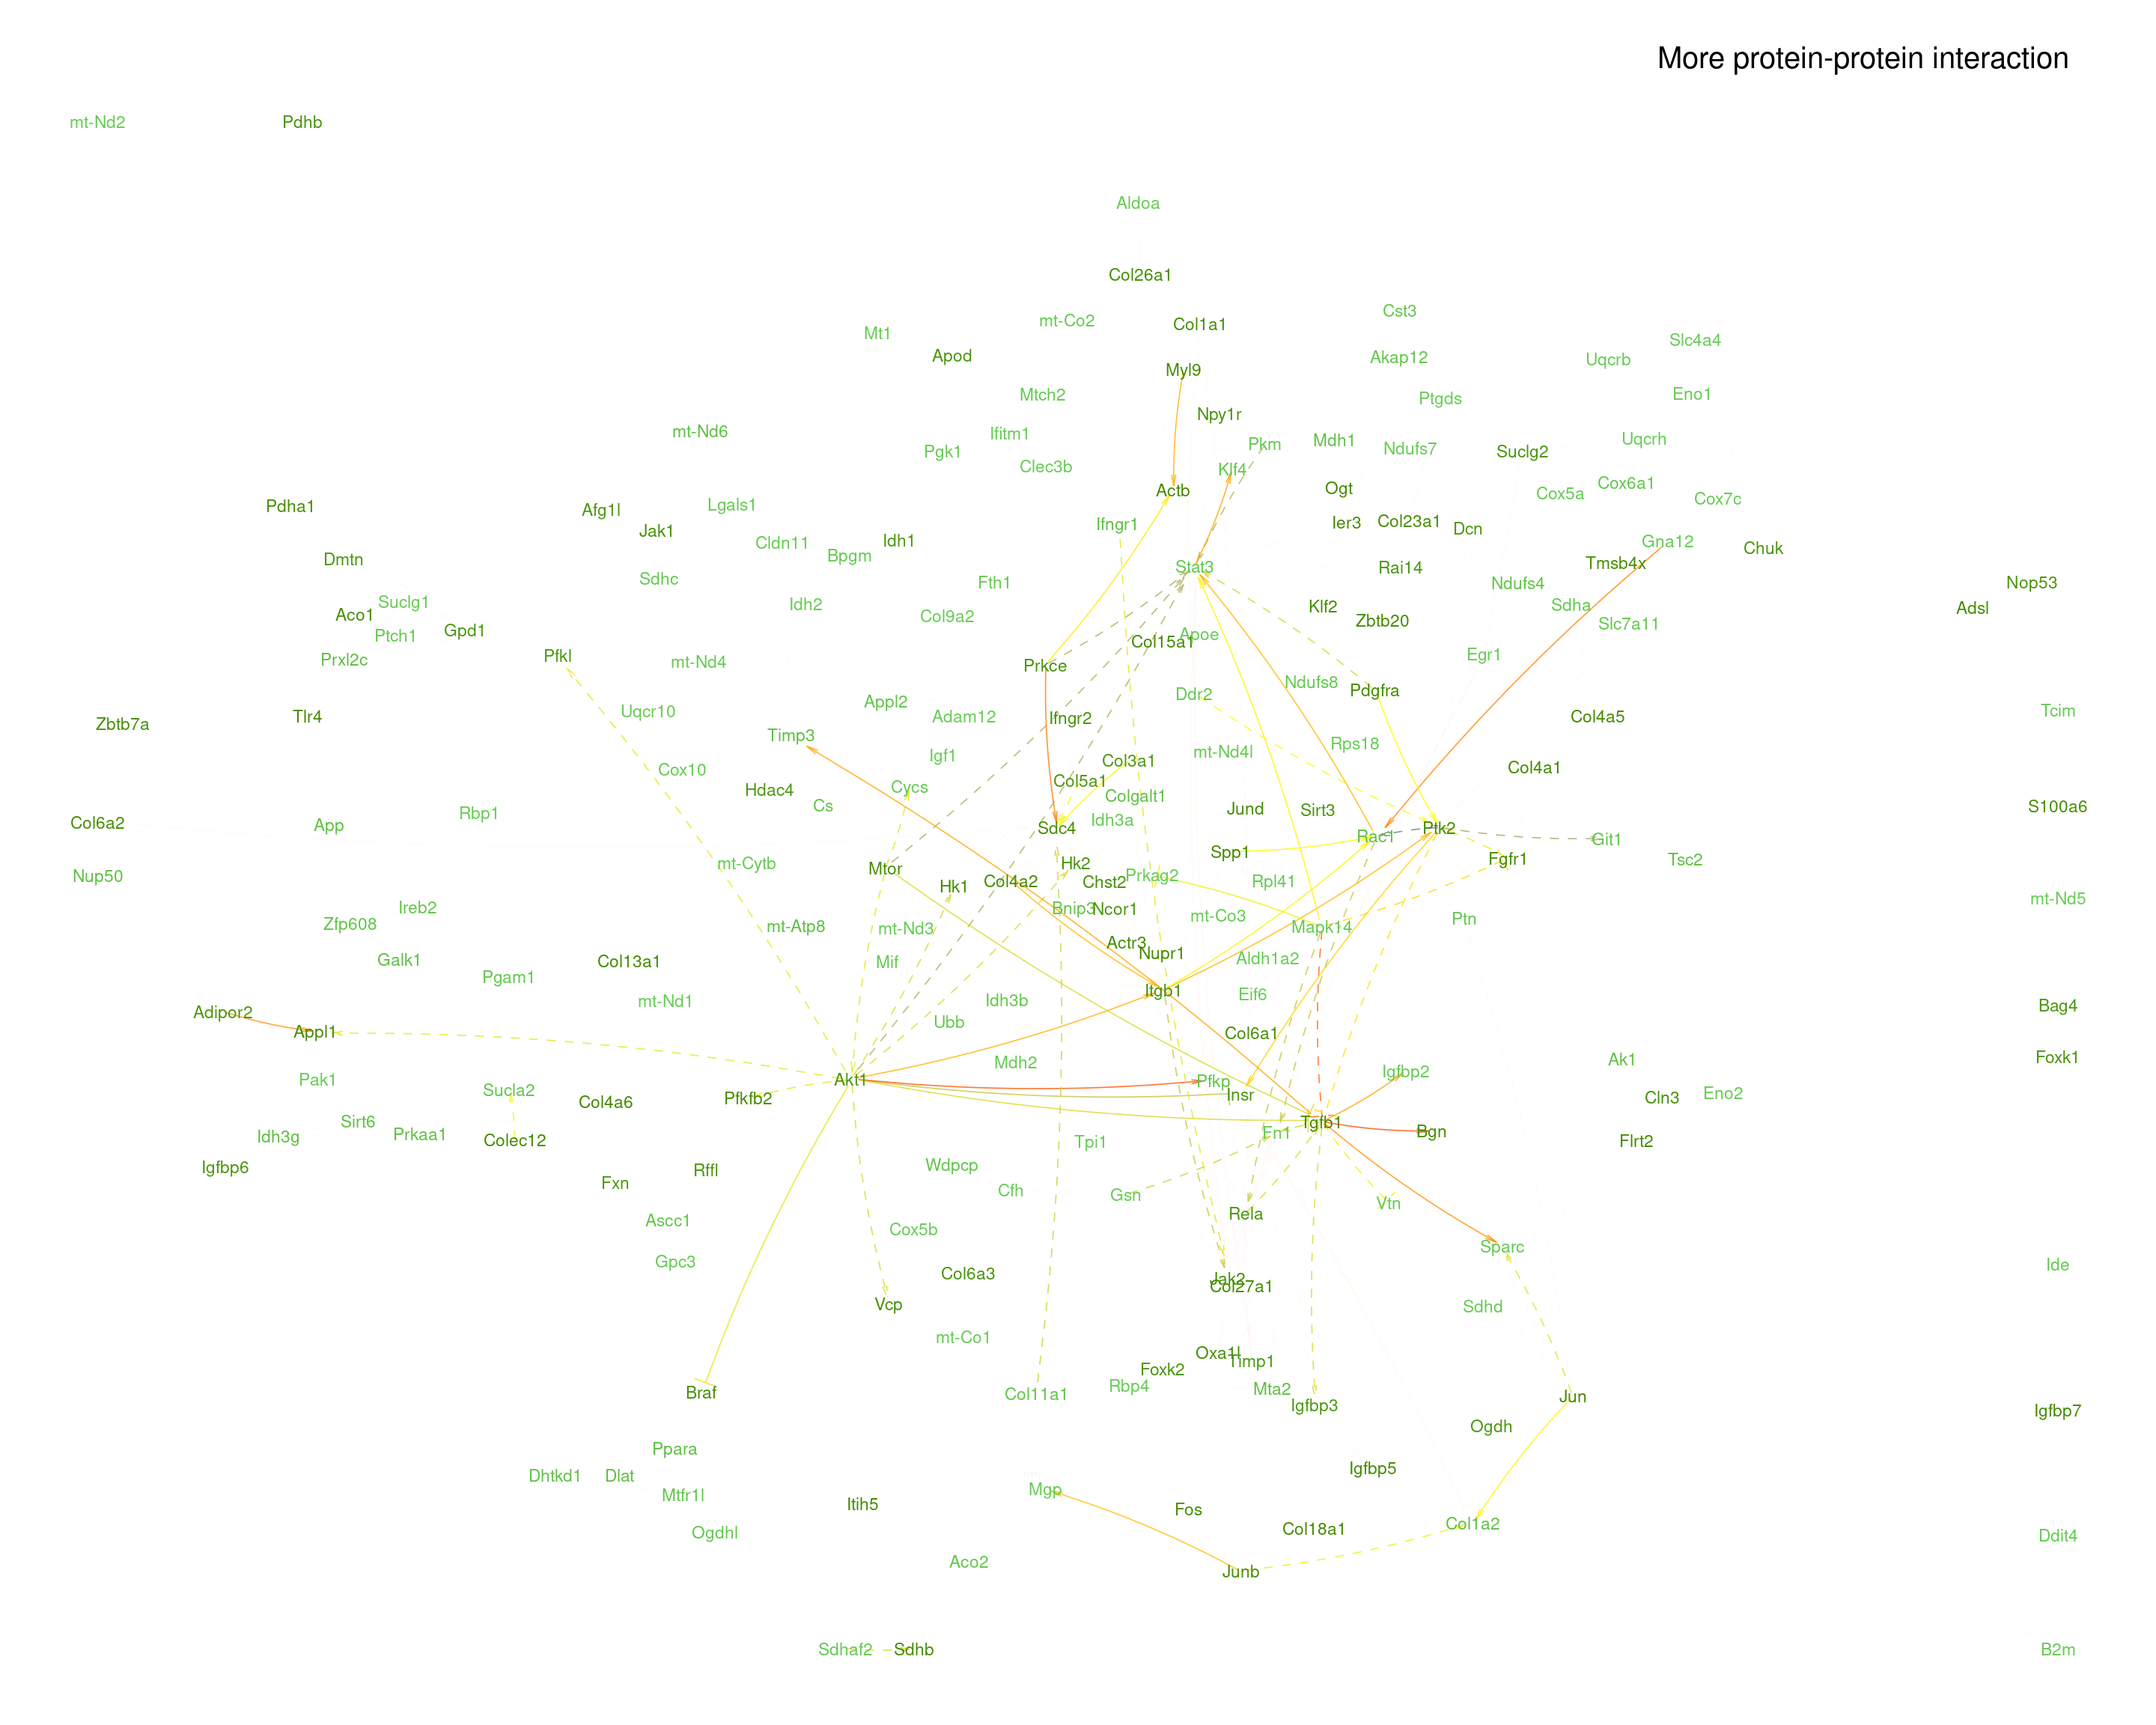 More protein-protein interaction
mt-Nd2
Pdhb
Aldoa
Col26a1
Cst3
mt-Co2
Col1a1
Mt1
Slc4a4
Apod
Akap12
Uqcrb
Myl9
Mtch2
Eno1
Ptgds
Npy1r
mt-Nd6
Ifitm1
Uqcrh
Mdh1
Pkm
Ndufs7
Pgk1
Suclg2
Clec3b
Klf4
Cox6a1
Ogt
Actb
Cox5a
Cox7c
Lgals1
Pdha1
Afg1l
Col23a1
Ier3
Ifngr1
Dcn
Jak1
Idh1
Gna12
Cldn11
Chuk
Bpgm
Dmtn
Tmsb4x
Stat3
Rai14
Sdhc
Fth1
Ndufs4
Nop53
Suclg1
Idh2
Sdha
Klf2
Adsl
Aco1
Col9a2
Zbtb20
Slc7a11
Gpd1
Apoe
Ptch1
Col15a1
Pfkl
Egr1
Prxl2c
mt-Nd4
Prkce
Ndufs8
Pdgfra
Ddr2
Appl2
Uqcr10
Tcim
Tlr4
Adam12
Ifngr2
Col4a5
Zbtb7a
Timp3
Rps18
mt-Nd4l
Igf1
Col3a1
Cox10
Col4a1
Col5a1
Cycs
Hdac4
Colgalt1
Cs
S100a6
Jund
Sirt3
Rbp1
Idh3a
Col6a2
App
Sdc4
Ptk2
Rac1
Git1
Spp1
Fgfr1
Tsc2
mt-Cytb
Hk2
Mtor
Prkag2
Nup50
Col4a2
Chst2
Rpl41
Hk1
mt-Nd5
Ireb2
Bnip3
Ncor1
mt-Co3
Ptn
Zfp608
mt-Atp8
mt-Nd3
Mapk14
Actr3
Nupr1
Aldh1a2
Galk1
Col13a1
Mif
Pgam1
Itgb1
Eif6
mt-Nd1
Idh3b
Bag4
Adipor2
Ubb
Appl1
Col6a1
Foxk1
Ak1
Mdh2
Igfbp2
Pak1
Akt1
Pfkp
Sucla2
Insr
Eno2
Pfkfb2
Cln3
Col4a6
Sirt6
Tgfb1
Bgn
En1
Prkaa1
Idh3g
Colec12
Tpi1
Flrt2
Wdpcp
Igfbp6
Rffl
Fxn
Cfh
Gsn
Vtn
Rela
Ascc1
Cox5b
Sparc
Gpc3
Ide
Col6a3
Jak2
Col27a1
Vcp
Sdhd
mt-Co1
Oxa1l
Timp1
Foxk2
Rbp4
Mta2
Braf
Col11a1
Jun
Igfbp3
Igfbp7
Ogdh
Ppara
Igfbp5
Dhtkd1
Dlat
Mgp
Mtfr1l
Itih5
Fos
Col1a2
Col18a1
Ogdhl
Ddit4
Aco2
Junb
Sdhaf2
Sdhb
B2m